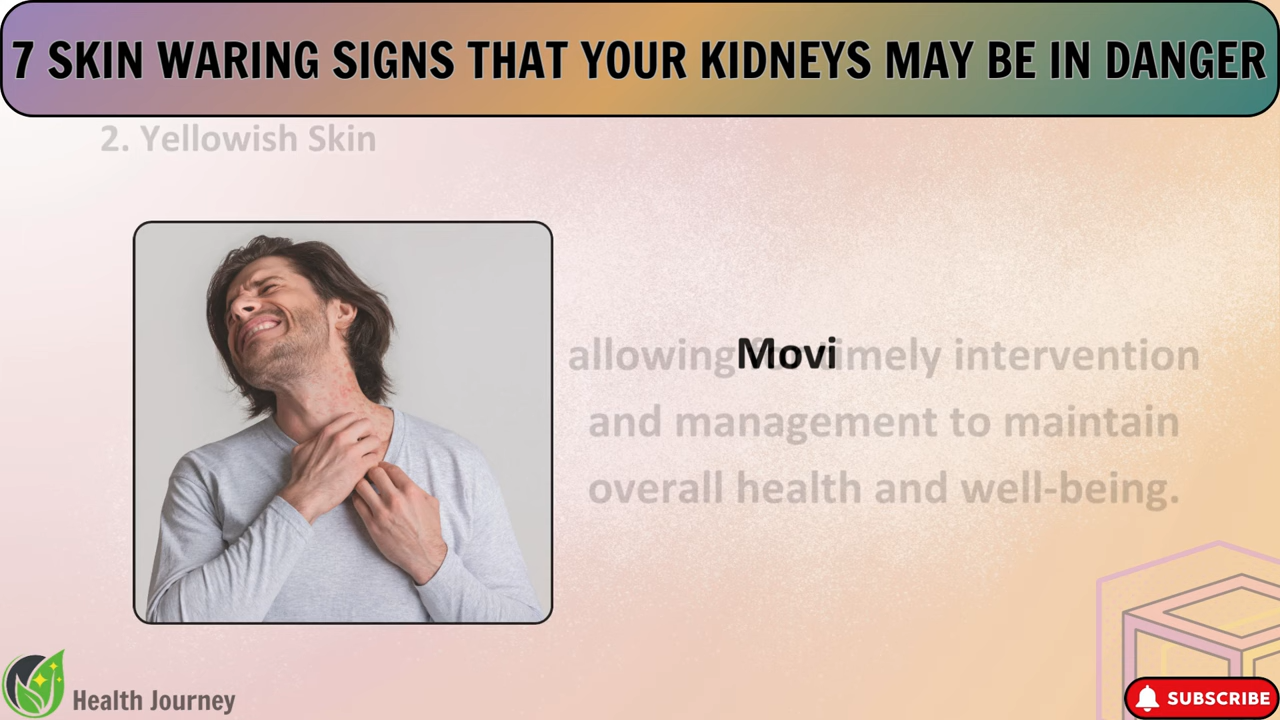 7 SKIN WARING SIGNS THAT YOUR KIDNEYS MAY BE IN DANGER
2. Yellowish Skin
Movi
allowing for timely intervention
and management to maintain
overall health and well-being.
Health Journey
SUBSCRIBE